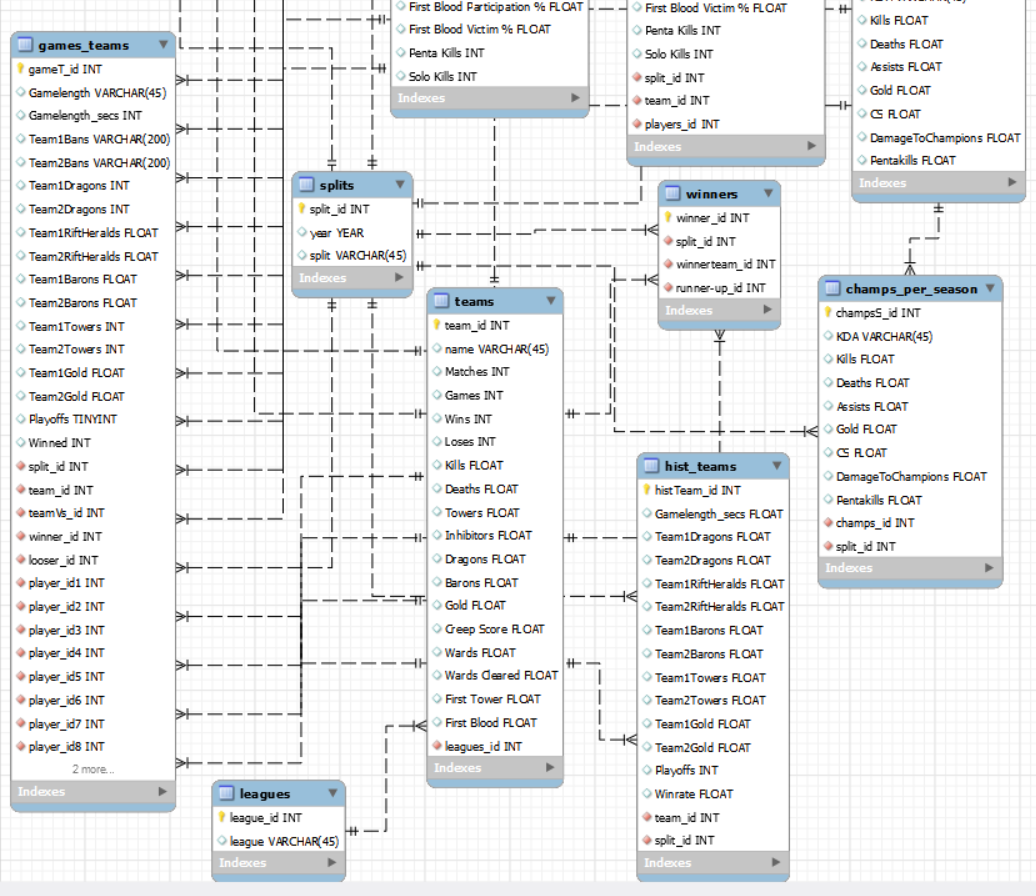 First Blood Participation % FLOAT
First Blood Victim % FLOAT
Penta Kills INT
Solo Kills INT
Indexes
First Blood Victim % FLOAT
Penta Kills INT
Solo Kills INT
split_id INT
team_id INT
players_id INT
Indexes
Kills FLOAT
Deaths FLOAT
Assists FLOAT
Gold FLOAT
CS FLOAT
DamageToChampions FLOAT
Pentakills FLOAT
Indexes
games_teams
gameT_id INT
Gamelength VARCHAR(45)
Gamelength_secs INT
Team1Bans VARCHAR(200)
Team2Bans VARCHAR(200)
Team1Dragons INT
Team2Dragons INT
Team1RiftHeralds FLOAT
Team2RiftHeralds FLOAT
Team1Barons FLOAT
Team2Barons FLOAT
Team1Towers INT
Team2Towers INT
Team1Gold FLOAT
Team2Gold FLOAT
Playoffs TINYINT
Winned INT
split_id INT
team_id INT
teamVs_id INT
winner_id INT
looser_id INT
player_id1 INT
player_id2 INT
player_id3 INT
player_id4 INT
player_id5 INT
player_id6 INT
player_id7 INT
player_id8 INT
2 more...
Indexes
splits
split_id INT
year YEAR
split VARCHAR(45)
Indexes
winners
winner_id INT
split_id INT
winnerteam_id INT
runner-up_id INT
Indexes
teams
team_id INT
name VARCHAR(45)
Matches INT
Games INT
Wins INT
Loses INT
Kills FLOAT
Deaths FLOAT
Towers FLOAT
Inhibitors FLOAT
Dragons FLOAT
Barons FLOAT
Gold FLOAT
Creep Score FLOAT
Wards FLOAT
Wards Cleared FLOAT
First Tower FLOAT
First Blood FLOAT
leagues_id INT
Indexes
champs_per_season
champsS_id INT
KDA VARCHAR(45)
Kills FLOAT
Deaths FLOAT
Assists FLOAT
Gold FLOAT
CS FLOAT
DamageToChampions FLOAT
Pentakills FLOAT
champs_id INT
split_id INT
Indexes
hist_teams
histTeam_id INT
Gamelength_secs FLOAT
Team1Dragons FLOAT
Team2Dragons FLOAT
Team1RiftHeralds FLOAT
Team2RiftHeralds FLOAT
Team1Barons FLOAT
Team2Barons FLOAT
Team1Towers FLOAT
Team2Towers FLOAT
Team1Gold FLOAT
Team2Gold FLOAT
Playoffs INT
Winrate FLOAT
team_id INT
split_id INT
Indexes
leagues
league_id INT
league VARCHAR(45)
Indexes